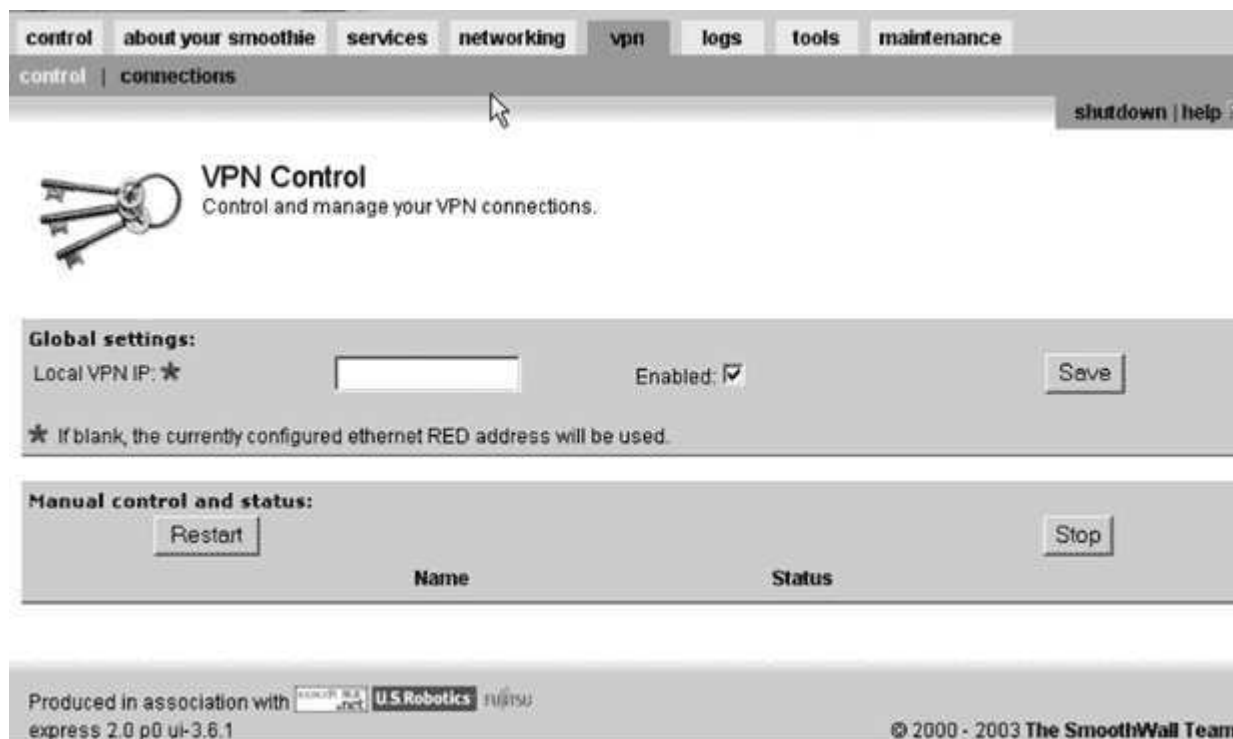 control about your smoothie services networking vpn logs tools maintenance
control | connections
shutdown | help
VPN Control
Control and manage your VPN connections.
Global settings:
Local VPN IP: ★ Enabled: Save
★ If blank, the currently configured ethernet RED address will be used.
Manual control and status:
Restart Stop
Name Status
Produced in association with .net U.S.Robotics FUJITSU
express 2.0 p0 ui-3.6.1 © 2000 - 2003 The SmoothWall Team